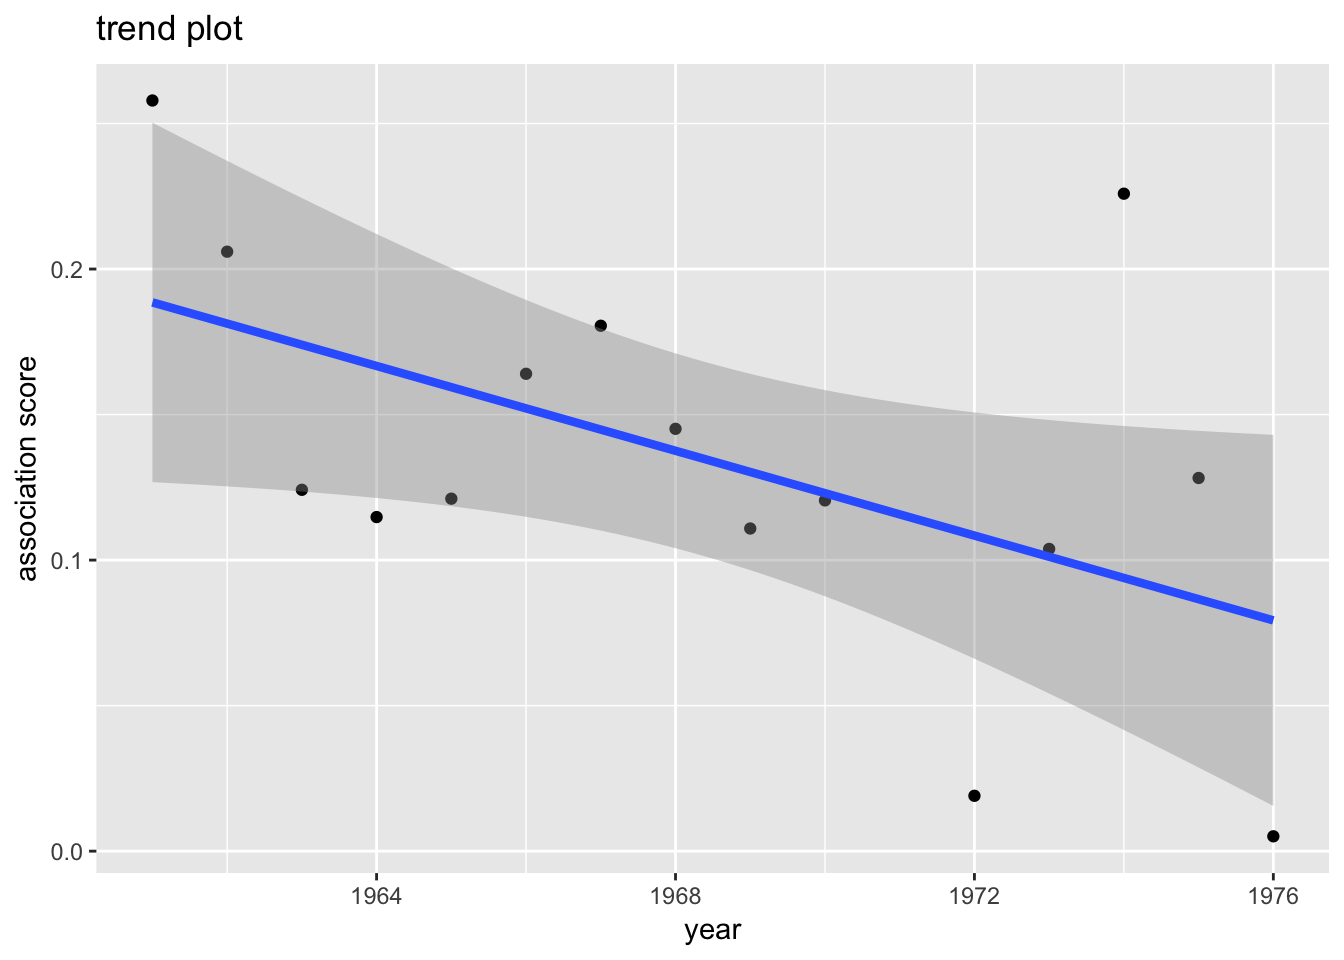 trend plot
association score
0.2
0.1
0.0
1964 1968 1972 1976
year